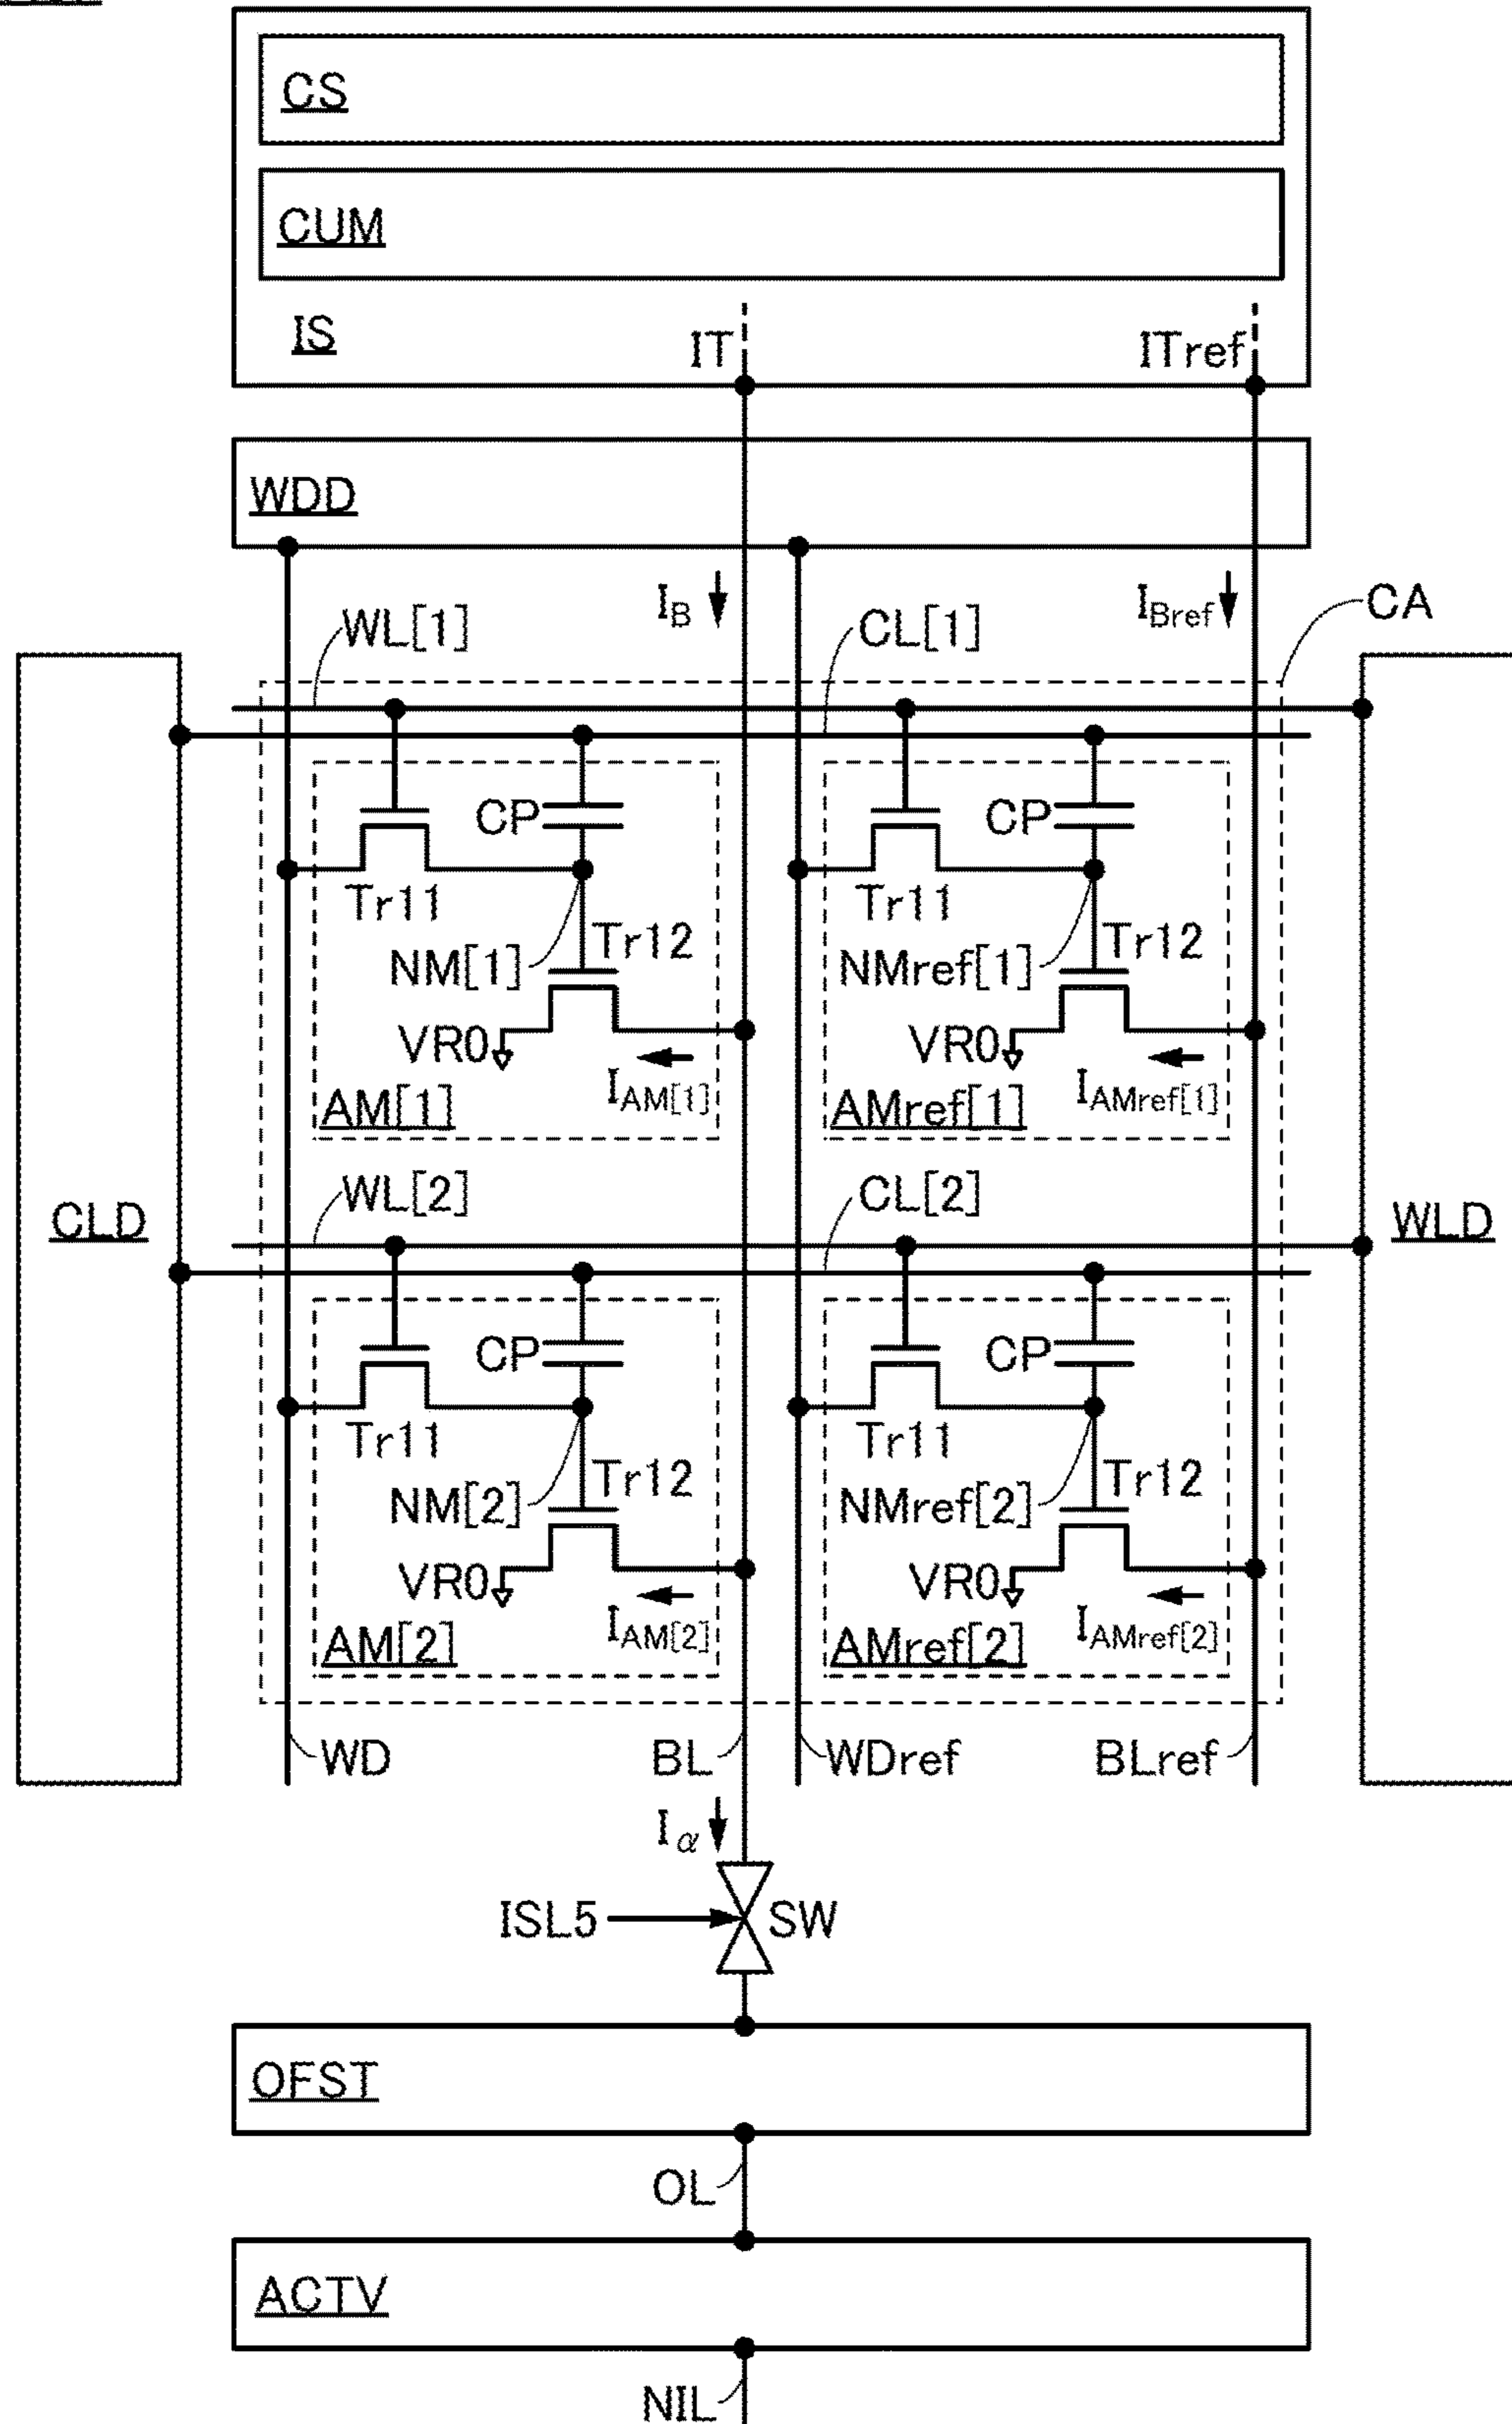 CS
CUM
IS IT ITref
WDD
IB IBref CA
WL[1] CL[1]
CP CP
Tr11 Tr11
Tr12 Tr12
NM[1] NMref[1]
VR0 VR0
IAM[1] IAMref[1]
AM[1] AMref[1]
WL[2] CL[2]
CLD WLD
CP CP
Tr11 Tr11
Tr12 Tr12
NM[2] NMref[2]
VR0 VR0
IAM[2] IAMref[2]
AM[2] AMref[2]
WD BL WDref BLref
Iα
ISL5 SW
OFST
OL
ACTV
NIL